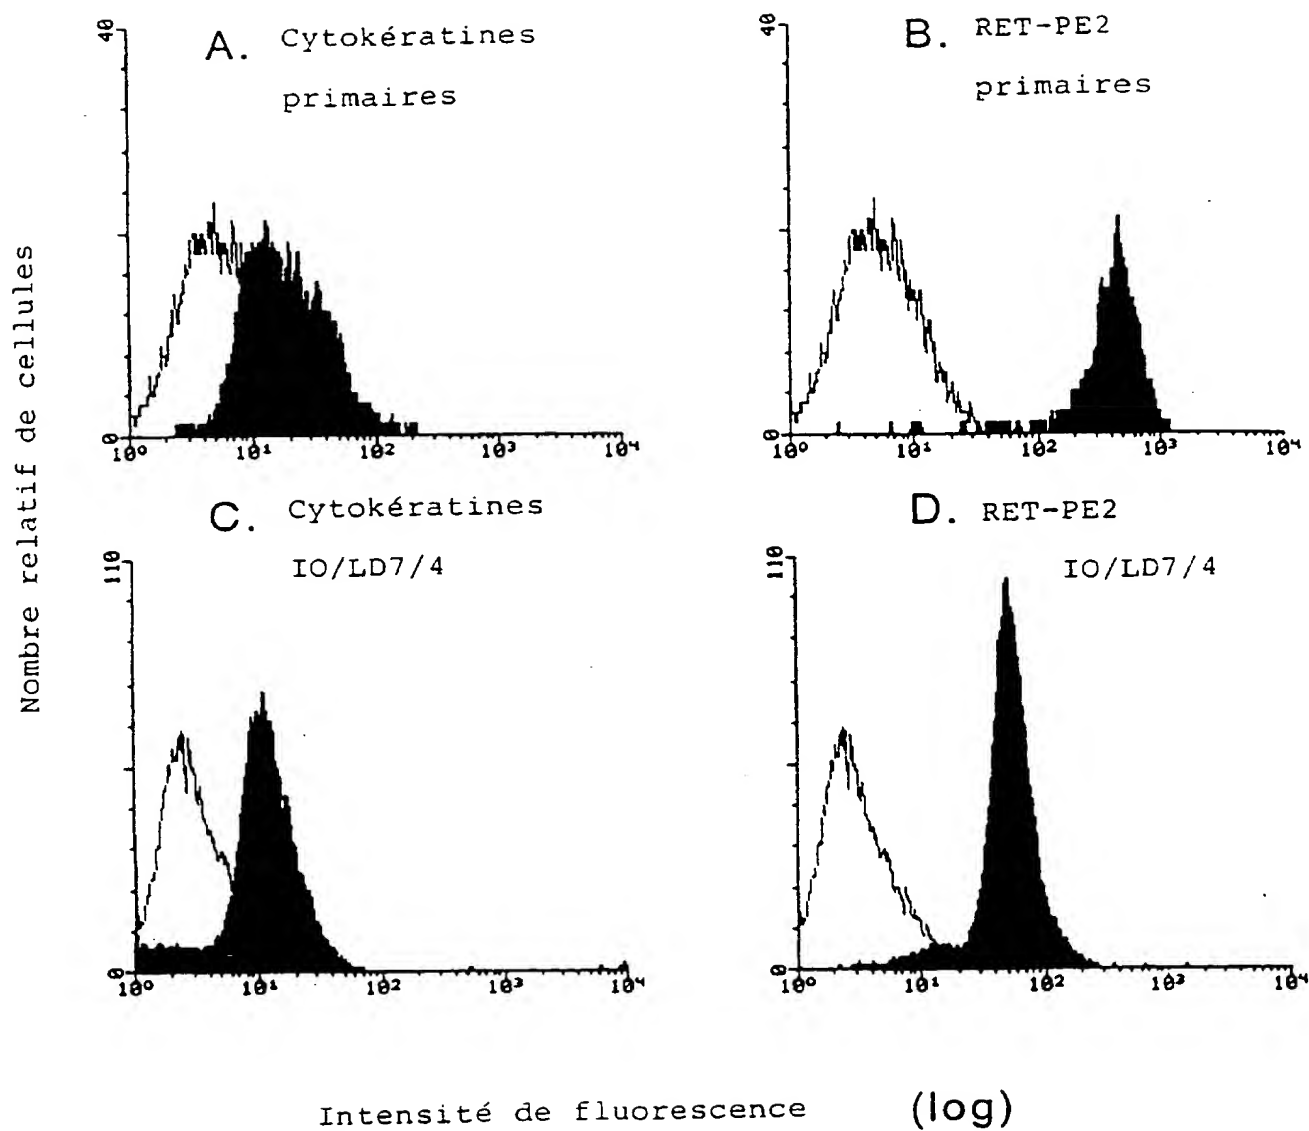 A. Cytokératines
primaires
40
0
10⁰ 10¹ 10² 10³ 10⁴
B. RET-PE2
primaires
40
0
10⁰ 10¹ 10² 10³ 10⁴
Nombre relatif de cellules
C. Cytokératines
IO/LD7/4
110
0
10⁰ 10¹ 10² 10³ 10⁴
D. RET-PE2
IO/LD7/4
110
0
10⁰ 10¹ 10² 10³ 10⁴
Intensité de fluorescence (log)